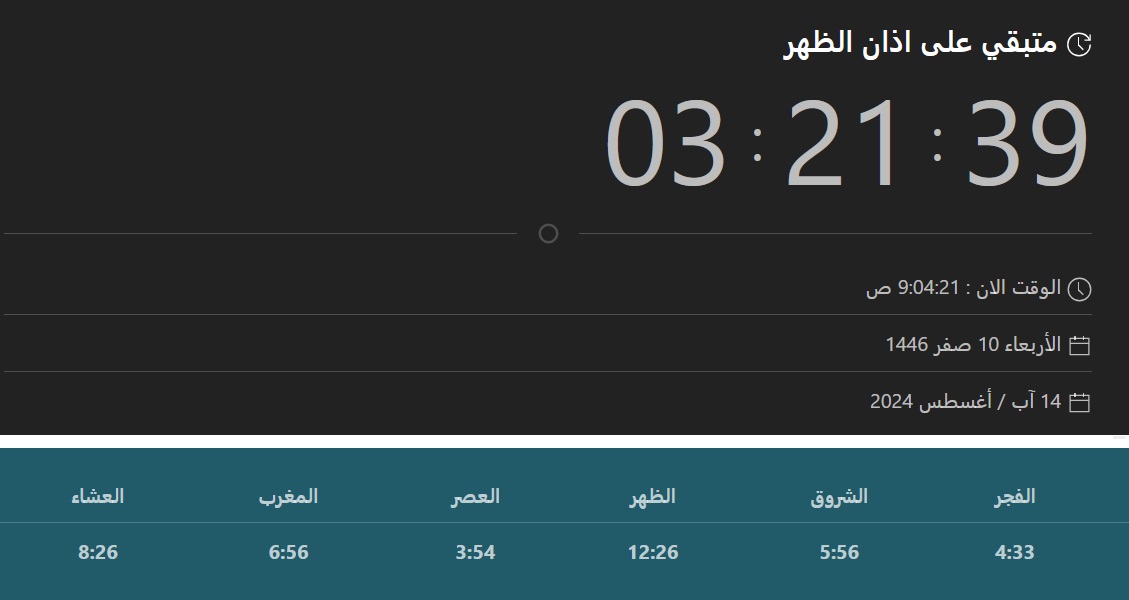 متبقي على اذان الظهر
03 : 21 : 39
الوقت الان : 9:04:21 ص
الأربعاء 10 صفر 1446
14 آب / أغسطس 2024
الفجر الشروق الظهر العصر المغرب العشاء
4:33 5:56 12:26 3:54 6:56 8:26